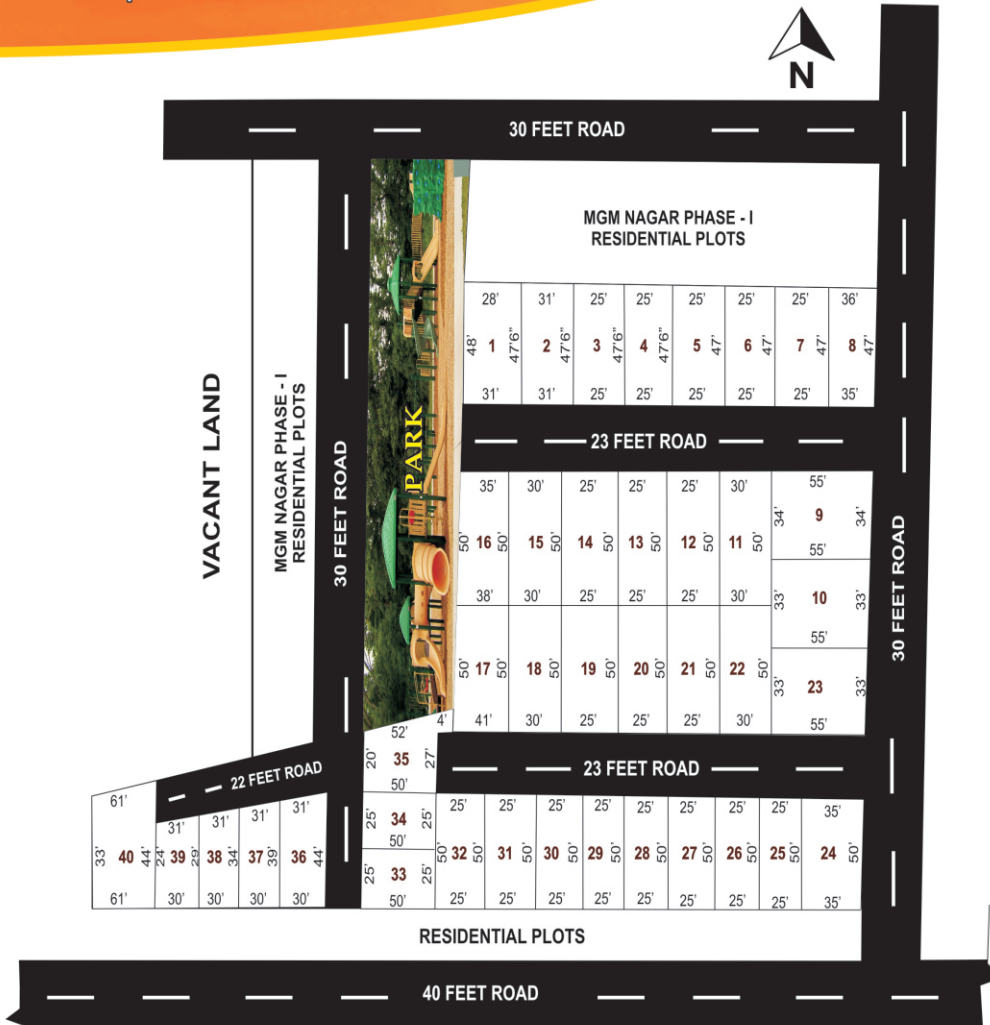 N
30 FEET ROAD
MGM NAGAR PHASE - I
RESIDENTIAL PLOTS
28' 31' 25' 25' 25' 25' 25' 36'
48' 1 47'6" 2 47'6" 3 47'6" 4 47'6" 5 47' 6 47' 7 47' 8 47'
31' 31' 25' 25' 25' 25' 25' 35'
VACANT LAND
MGM NAGAR PHASE - I
RESIDENTIAL PLOTS
30 FEET ROAD
PARK
23 FEET ROAD
35' 30' 25' 25' 25' 30'
50' 16 50' 15 50' 14 13 50' 12 50' 11 50'
38' 30' 25' 25' 25' 30'
55'
34' 9 34'
55'
33' 10 33'
55'
33' 23 33'
55'
50' 17 50' 18 50' 19 20 50' 21 50' 22 50'
41' 30' 25' 25' 25' 30'
30 FEET ROAD
4'
52'
20' 35 27'
50'
25' 34 25'
50'
25' 33 25'
50'
23 FEET ROAD
22 FEET ROAD
61' 31' 31' 31' 31'
33' 40 44' 24' 39 29' 38 34' 37 39' 36 44'
61' 30' 30' 30' 30'
25' 25' 25' 25' 25' 25' 25' 25' 35'
50' 32 50' 31 50' 30 50' 29 50' 28 50' 27 50' 26 50' 25 50' 24 50'
25' 25' 25' 25' 25' 25' 25' 25' 35'
RESIDENTIAL PLOTS
40 FEET ROAD